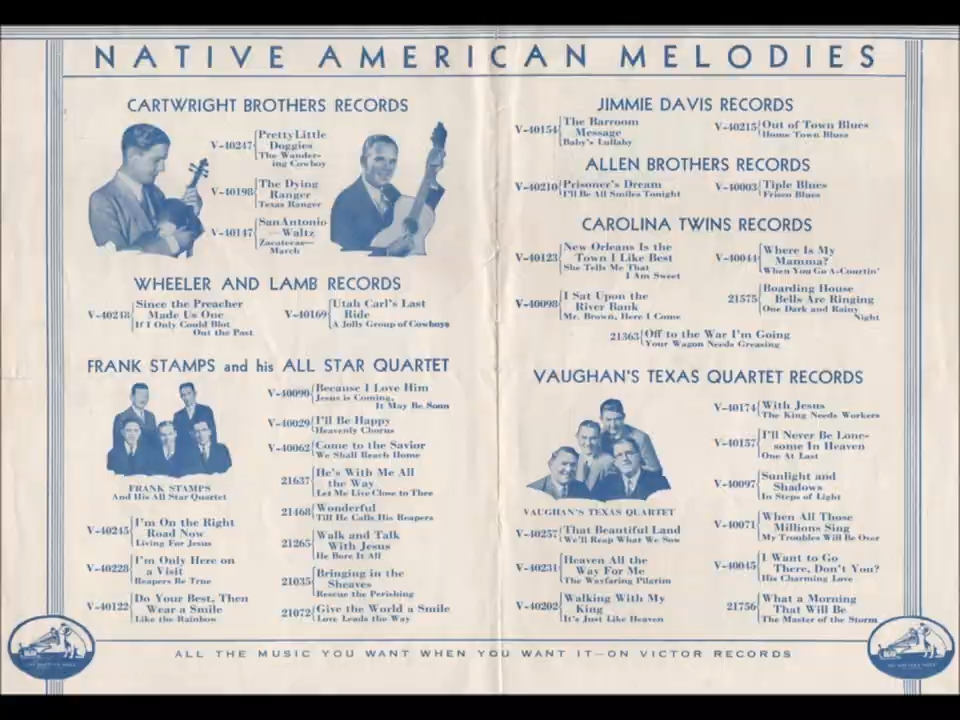 NATIVE AMERICAN MELODIES
CARTWRIGHT BROTHERS RECORDS
V-40247 Pretty Little
Doggies
The Wander-
ing Cowboy
V-40198 The Dying
Ranger
Texas Ranger
V-40147 San Antonio
—Waltz
Zacatecas—
March
WHEELER AND LAMB RECORDS
V-40248 Since the Preacher
Made Us One
If I Only Could Blot
Out the Past
V-40169 Utah Carl's Last
Ride
A Jolly Group of Cowboys
FRANK STAMPS and his ALL STAR QUARTET
FRANK STAMPS
And His All Star Quartet
V-40245 I'm On the Right
Road Now
Living For Jesus
V-40228 I'm Only Here on
a Visit
Reapers Be True
V-40122 Do Your Best, Then
Wear a Smile
Like the Rainbow
V-40090 Because I Love Him
Jesus is Coming,
It May Be Soon
V-40029 I'll Be Happy
Heavenly Chorus
V-40062 Come to the Savior
We Shall Reach Home
21637 He's With Me All
the Way
Let Me Live Close to Thee
21468 Wonderful
Till He Calls His Reapers
21265 Walk and Talk
With Jesus
He Bore It All
21035 Bringing in the
Sheaves
Rescue the Perishing
21072 Give the World a Smile
Love Leads the Way
JIMMIE DAVIS RECORDS
V-40154 The Barroom
Message
Baby's Lullaby
V-40215 Out of Town Blues
Home Town Blues
ALLEN BROTHERS RECORDS
V-40210 Prisoner's Dream
I'll Be All Smiles Tonight
V-40003 Tiple Blues
Frisco Blues
CAROLINA TWINS RECORDS
V-40123 New Orleans Is the
Town I Like Best
She Tells Me That
I Am Sweet
V-40044 Where Is My
Mamma?
When You Go A-Courtin'
V-40098 I Sat Upon the
River Bank
Mr. Brown, Here I Come
21575 Boarding House
Bells Are Ringing
One Dark and Rainy
Night
21363 Off to the War I'm Going
Your Wagon Needs Greasing
VAUGHAN'S TEXAS QUARTET RECORDS
VAUGHAN'S TEXAS QUARTET
V-40257 That Beautiful Land
We'll Reap What We Sow
V-40231 Heaven All the
Way For Me
The Wayfaring Pilgrim
V-40202 Walking With My
King
It's Just Like Heaven
V-40174 With Jesus
The King Needs Workers
V-40157 I'll Never Be Lone-
some In Heaven
One At Last
V-40097 Sunlight and
Shadows
In Steps of Light
V-40071 When All Those
Millions Sing
My Troubles Will Be Over
V-40045 I Want to Go
There, Don't You?
His Charming Love
21756 What a Morning
That Will Be
The Master of the Storm
ALL THE MUSIC YOU WANT WHEN YOU WANT IT—ON VICTOR RECORDS